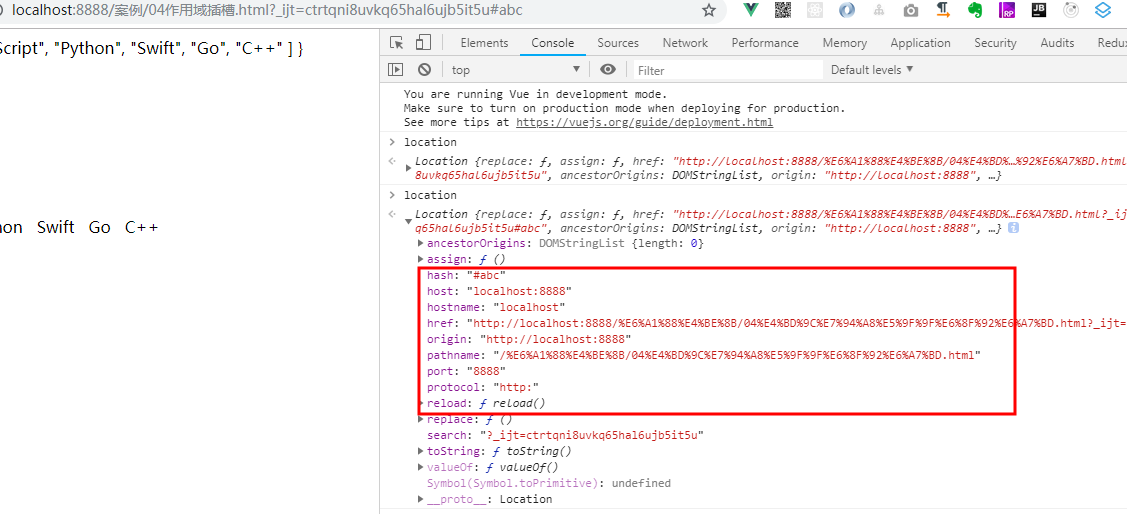 localhost:8888/案例/04作用域插槽.html?_ijt=ctrtqni8uvkq65hal6ujb5it5u#abc
Script", "Python", "Swift", "Go", "C++" ] }
Swift Go C++
Elements Console Sources Network Performance Memory Application Security Audits Redux
top Filter Default levels ▼
You are running Vue in development mode.
Make sure to turn on production mode when deploying for production.
See more tips at https://vuejs.org/guide/deployment.html
> location
Location {replace: ƒ, assign: ƒ, href: "http://localhost:8888/%E6%A1%88%E4%BE%8B/04%E4%BD%…%92%E6%A7%BD.html
8uvkq65hal6ujb5it5u", ancestorOrigins: DOMStringList, origin: "http://localhost:8888", …}
> location
Location {replace: ƒ, assign: ƒ, href: "http://localhost:8888/%E6%A1%88%E4%BE%8B/04%E4%BD%…E6%A7%BD.html?_ij
q65hal6ujb5it5u#abc", ancestorOrigins: DOMStringList, origin: "http://localhost:8888", …}
ancestorOrigins: DOMStringList {length: 0}
assign: ƒ ()
hash: "#abc"
host: "localhost:8888"
hostname: "localhost"
href: "http://localhost:8888/%E6%A1%88%E4%BE%8B/04%E4%BD%9C%E7%94%A8%E5%9F%9F%E6%8F%92%E6%A7%BD.html?_ijt=
origin: "http://localhost:8888"
pathname: "/%E6%A1%88%E4%BE%8B/04%E4%BD%9C%E7%94%A8%E5%9F%9F%E6%8F%92%E6%A7%BD.html"
port: "8888"
protocol: "http:"
reload: ƒ reload()
replace: ƒ ()
search: "?_ijt=ctrtqni8uvkq65hal6ujb5it5u"
toString: ƒ toString()
valueOf: ƒ valueOf()
Symbol(Symbol.toPrimitive): undefined
__proto__: Location